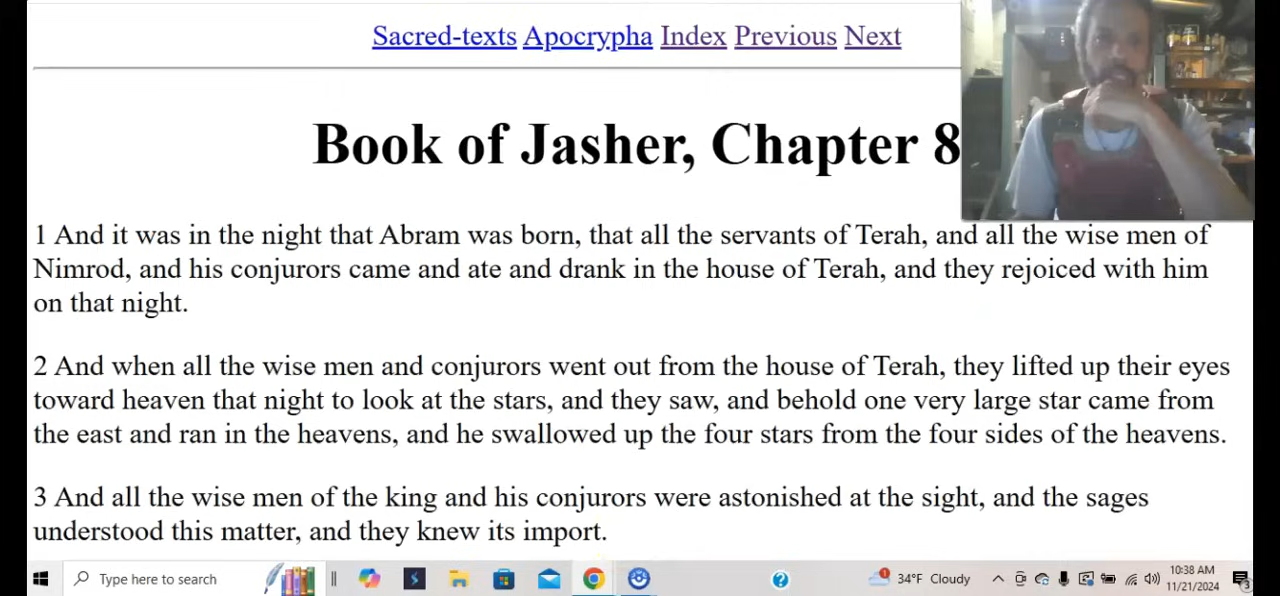 Sacred-texts Apocrypha Index Previous Next
Book of Jasher, Chapter 8
1 And it was in the night that Abram was born, that all the servants of Terah, and all the wise men of
Nimrod, and his conjurors came and ate and drank in the house of Terah, and they rejoiced with him
on that night.
2 And when all the wise men and conjurors went out from the house of Terah, they lifted up their eyes
toward heaven that night to look at the stars, and they saw, and behold one very large star came from
the east and ran in the heavens, and he swallowed up the four stars from the four sides of the heavens.
3 And all the wise men of the king and his conjurors were astonished at the sight, and the sages
understood this matter, and they knew its import.
Type here to search
34°F Cloudy
10:38 AM
11/21/2024